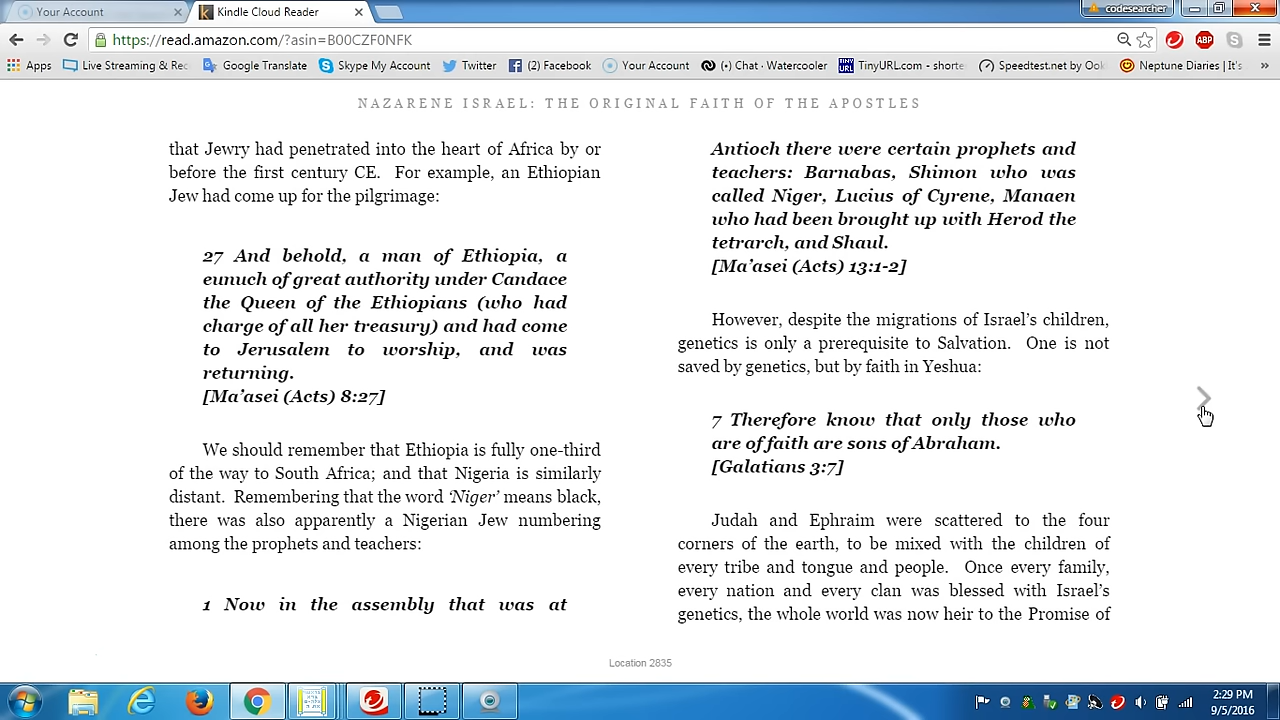 Your Account
Kindle Cloud Reader
codesearcher
https://read.amazon.com/?asin=B00CZF0NFK
ABP
Apps
Live Streaming & Rec
Google Translate
Skype My Account
Twitter
(2) Facebook
Your Account
(•) Chat · Watercooler
TINY
URL
TinyURL.com - shorte
Speedtest.net by Ookl
Neptune Diaries | It's
NAZARENE ISRAEL: THE ORIGINAL FAITH OF THE APOSTLES
that Jewry had penetrated into the heart of Africa by or
before the first century CE. For example, an Ethiopian
Jew had come up for the pilgrimage:
27 And behold, a man of Ethiopia, a
eunuch of great authority under Candace
the Queen of the Ethiopians (who had
charge of all her treasury) and had come
to Jerusalem to worship, and was
returning.
[Ma’asei (Acts) 8:27]
We should remember that Ethiopia is fully one-third
of the way to South Africa; and that Nigeria is similarly
distant. Remembering that the word ‘Niger’ means black,
there was also apparently a Nigerian Jew numbering
among the prophets and teachers:
1 Now in the assembly that was at
Antioch there were certain prophets and
teachers: Barnabas, Shimon who was
called Niger, Lucius of Cyrene, Manaen
who had been brought up with Herod the
tetrarch, and Shaul.
[Ma’asei (Acts) 13:1-2]
However, despite the migrations of Israel’s children,
genetics is only a prerequisite to Salvation. One is not
saved by genetics, but by faith in Yeshua:
7 Therefore know that only those who
are of faith are sons of Abraham.
[Galatians 3:7]
Judah and Ephraim were scattered to the four
corners of the earth, to be mixed with the children of
every tribe and tongue and people. Once every family,
every nation and every clan was blessed with Israel’s
genetics, the whole world was now heir to the Promise of
Location 2835
2:29 PM
9/5/2016